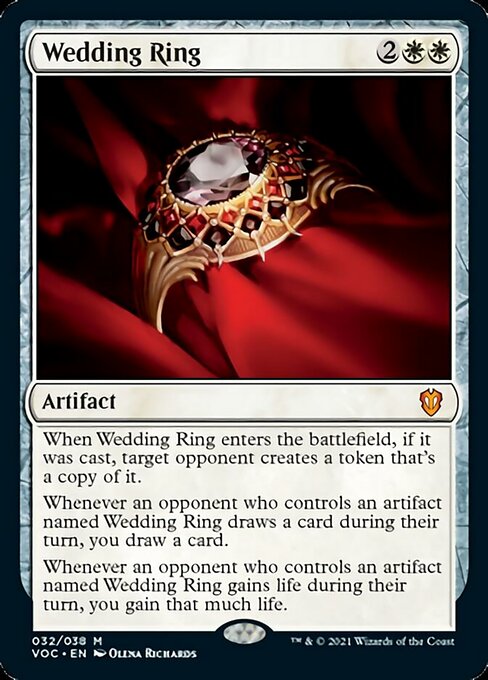 Wedding Ring 2
Artifact
When Wedding Ring enters the battlefield, if it
was cast, target opponent creates a token that's
a copy of it.
Whenever an opponent who controls an artifact
named Wedding Ring draws a card during their
turn, you draw a card.
Whenever an opponent who controls an artifact
named Wedding Ring gains life during their
turn, you gain that much life.
032/038 M
™ & © 2021 Wizards of the Coast
VOC • EN Olena Richards